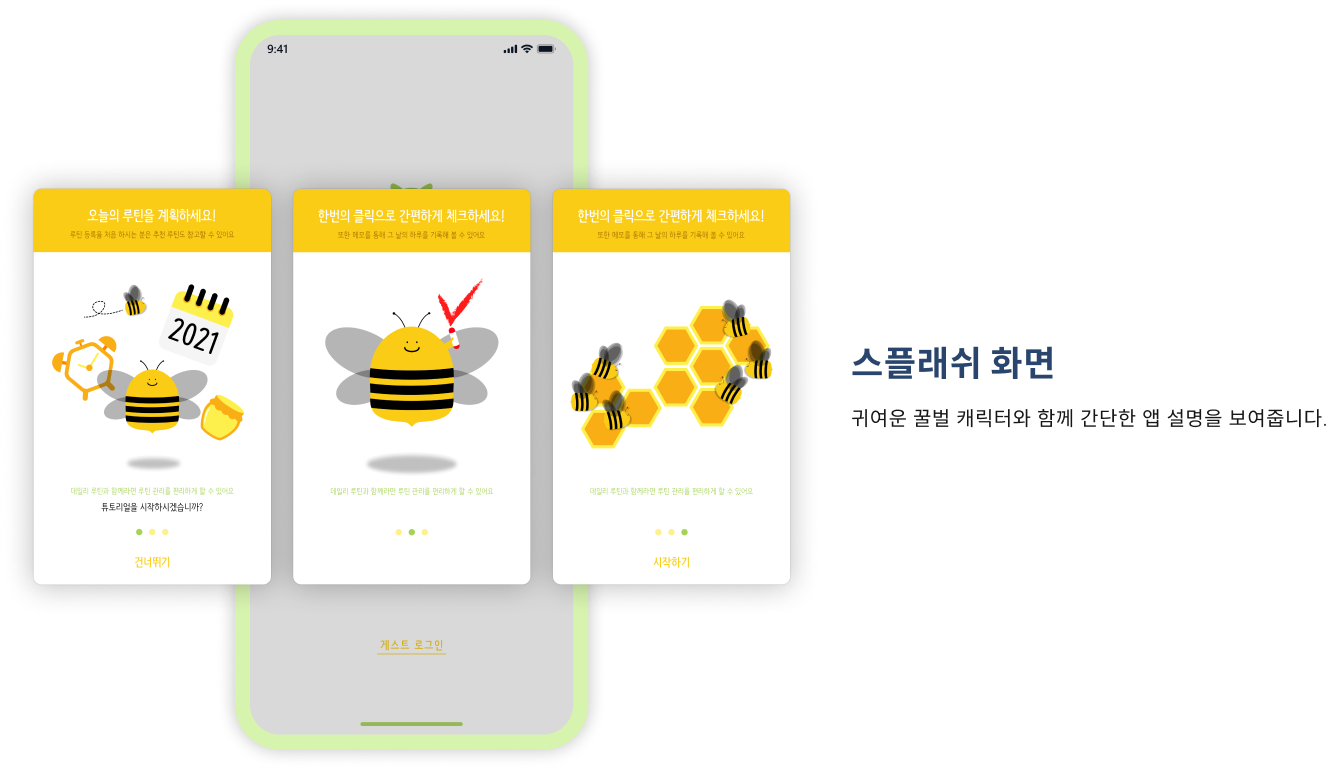 9:41
오늘의 루틴을 계획하세요!
루틴 등록을 처음 하시는 분은 추천 루틴도 참고할 수 있어요
2021
데일리 루틴과 함께라면 루틴 관리를 편리하게 할 수 있어요
튜토리얼을 시작하시겠습니까?
건너뛰기
한번의 클릭으로 간편하게 체크하세요!
또한 메모를 통해 그 날의 하루를 기록해 볼 수 있어요
데일리 루틴과 함께라면 루틴 관리를 편리하게 할 수 있어요
한번의 클릭으로 간편하게 체크하세요!
또한 메모를 통해 그 날의 하루를 기록해 볼 수 있어요
데일리 루틴과 함께라면 루틴 관리를 편리하게 할 수 있어요
시작하기
게스트 로그인
스플래쉬 화면
귀여운 꿀벌 캐릭터와 함께 간단한 앱 설명을 보여줍니다.